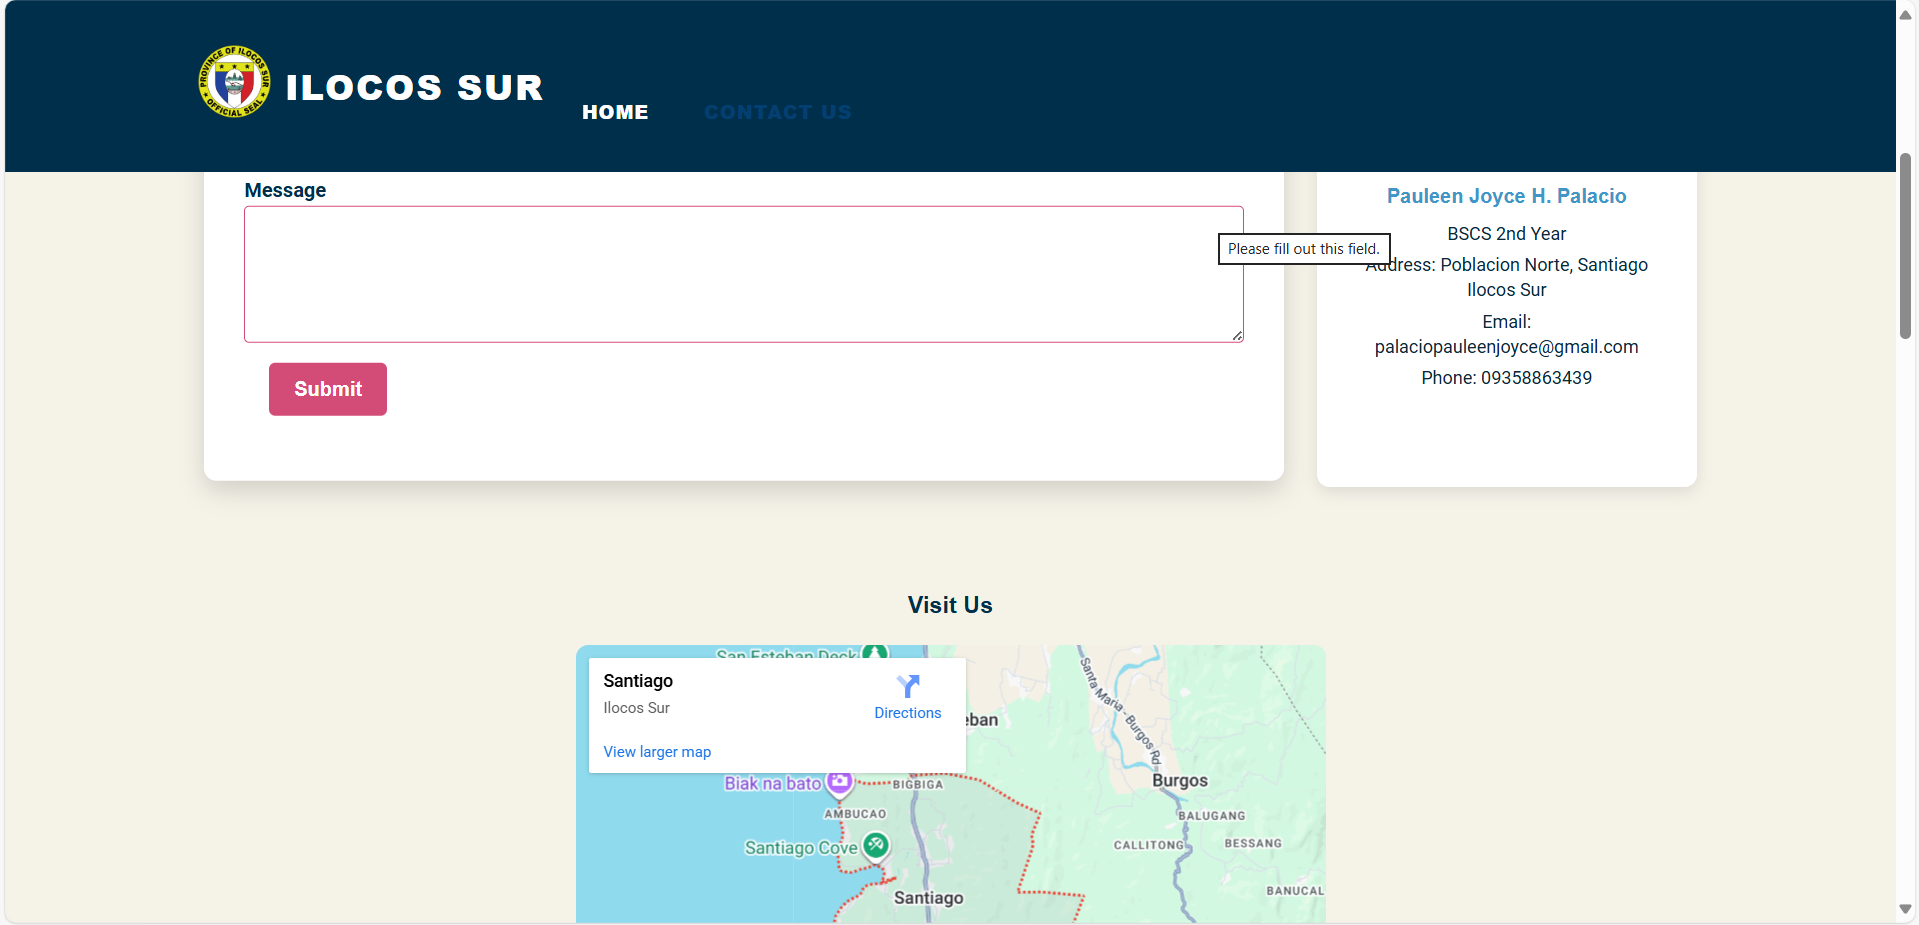 PROVINCE OF ILOCOS SUR
OFFICIAL SEAL
ILOCOS SUR
HOME
CONTACT US
Message
Please fill out this field.
Submit
Pauleen Joyce H. Palacio
BSCS 2nd Year
Address: Poblacion Norte, Santiago
Ilocos Sur
Email:
palaciopauleenjoyce@gmail.com
Phone: 09358863439
Visit Us
San Esteban Deck
Santiago
Ilocos Sur
Directions
View larger map
eban
Santa Maria - Burgos Rd
Burgos
Biak na bato
BIGBIGA
AMBUCAO
BALUGANG
Santiago Cove
CALLITONG
BESSANG
BANUCAL
Santiago